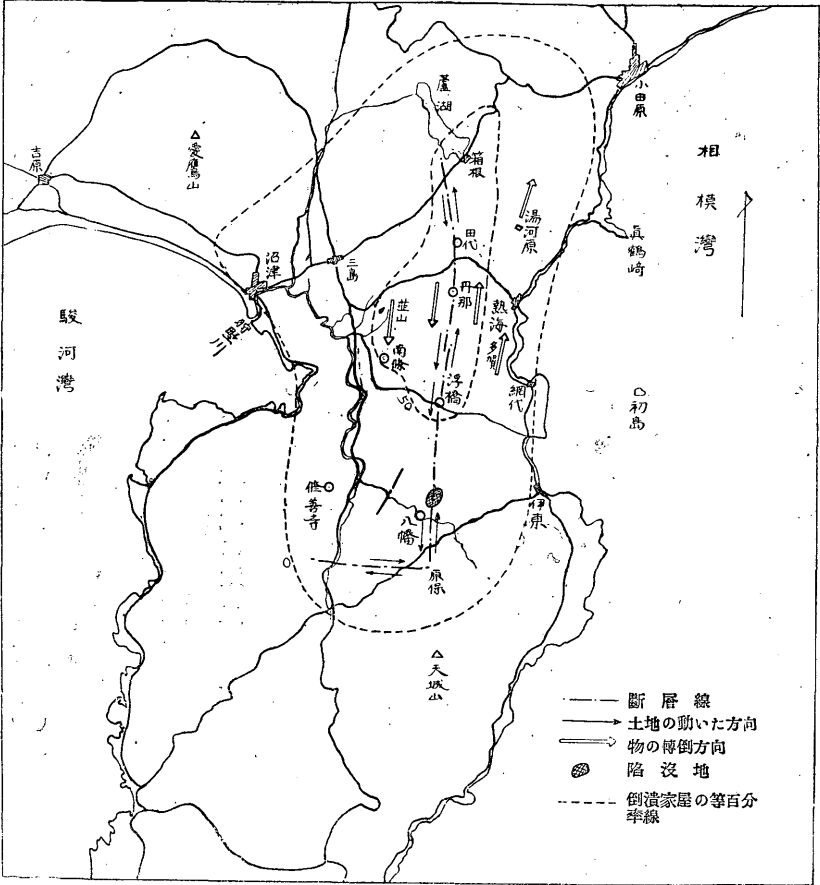 小田原
蘆湖
相模灣
愛鷹山
吉原
箱根
湯河原
眞鶴崎
田代
沼津
三島
丹那
熱海
韮山
多賀
狩野川
駿河灣
南條
浮橋
50
網代
初島
修善寺
八幡
伊東
0
原保
天城山
斷層線
土地の動いた方向
物の轉倒方向
陷沒地
倒潰家屋の等百分
率線